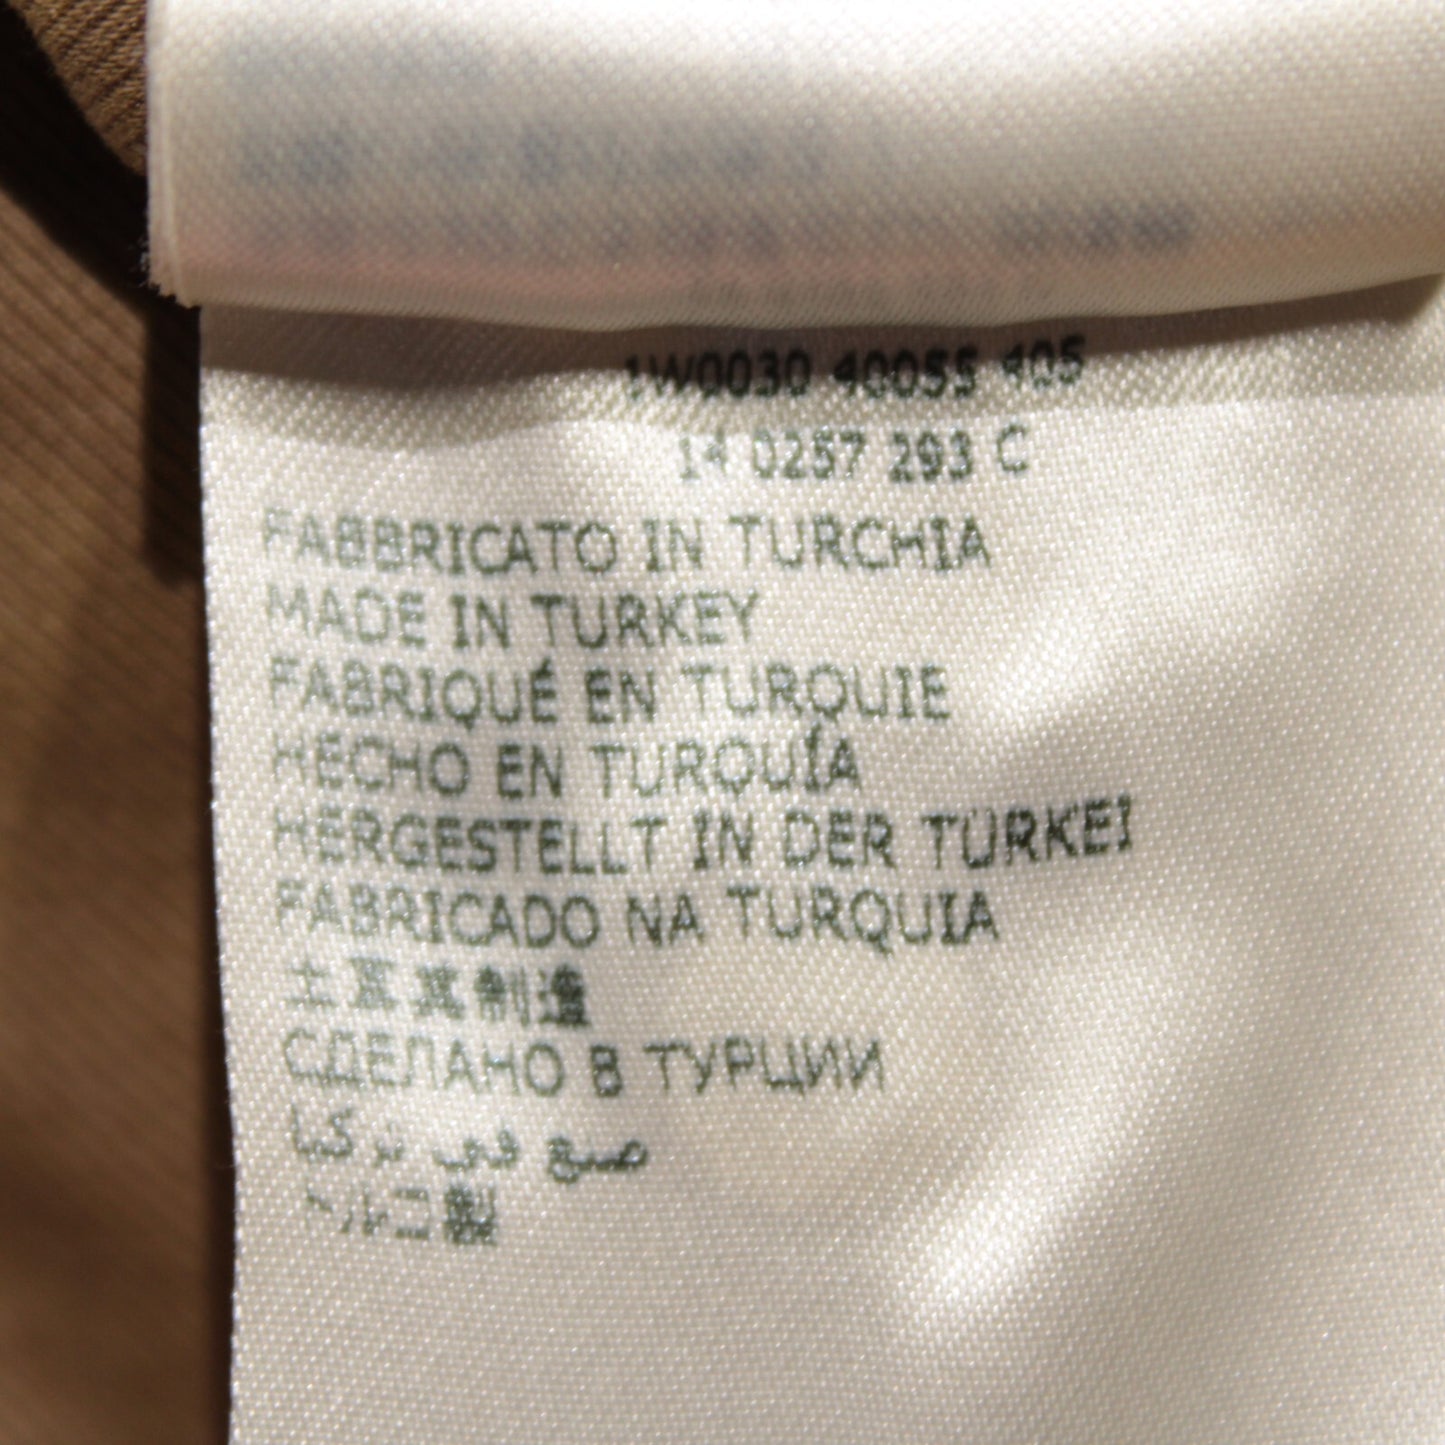 1W0030 40055 405
14 0257 293 C
FABBRICATO IN TURCHIA
MADE IN TURKEY
FABRIQUÉ EN TURQUIE
HECHO EN TURQUÍA
HERGESTELLT IN DER TÜRKEI
FABRICADO NA TURQUIA
土耳其制造
СДЕЛАНО В ТУРЦИИ
صنع في تركيا
トルコ製